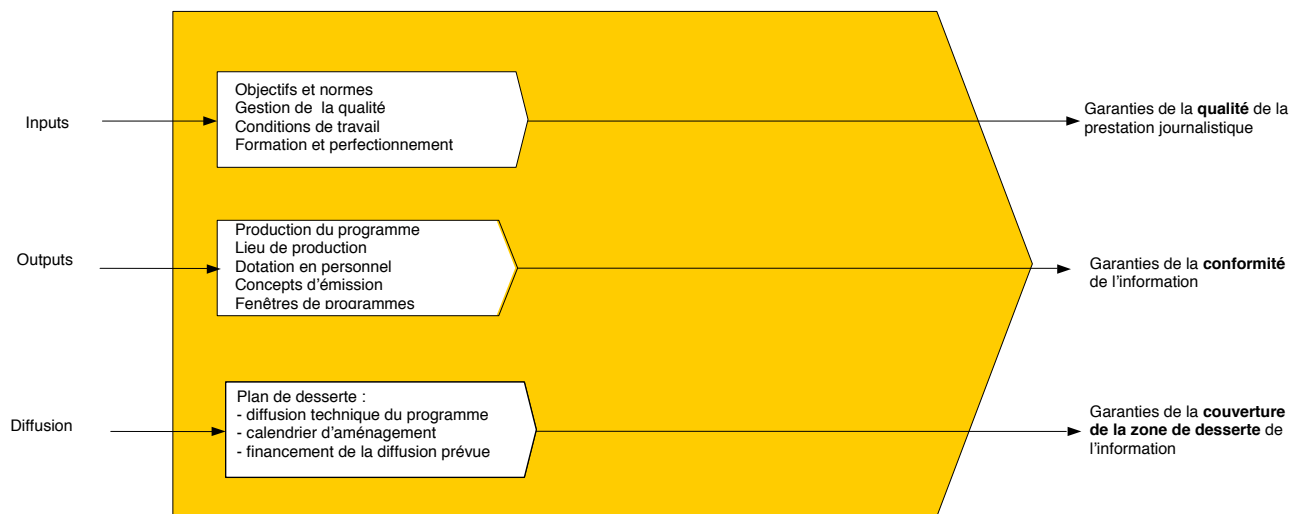 Inputs
Objectifs et normes
Gestion de la qualité
Conditions de travail
Formation et perfectionnement
Garanties de la qualité de la
prestation journalistique
Outputs
Production du programme
Lieu de production
Dotation en personnel
Concepts d'émission
Fenêtres de programmes
Garanties de la conformité
de l'information
Diffusion
Plan de desserte :
- diffusion technique du programme
- calendrier d'aménagement
- financement de la diffusion prévue
Garanties de la couverture
de la zone de desserte de
l'information